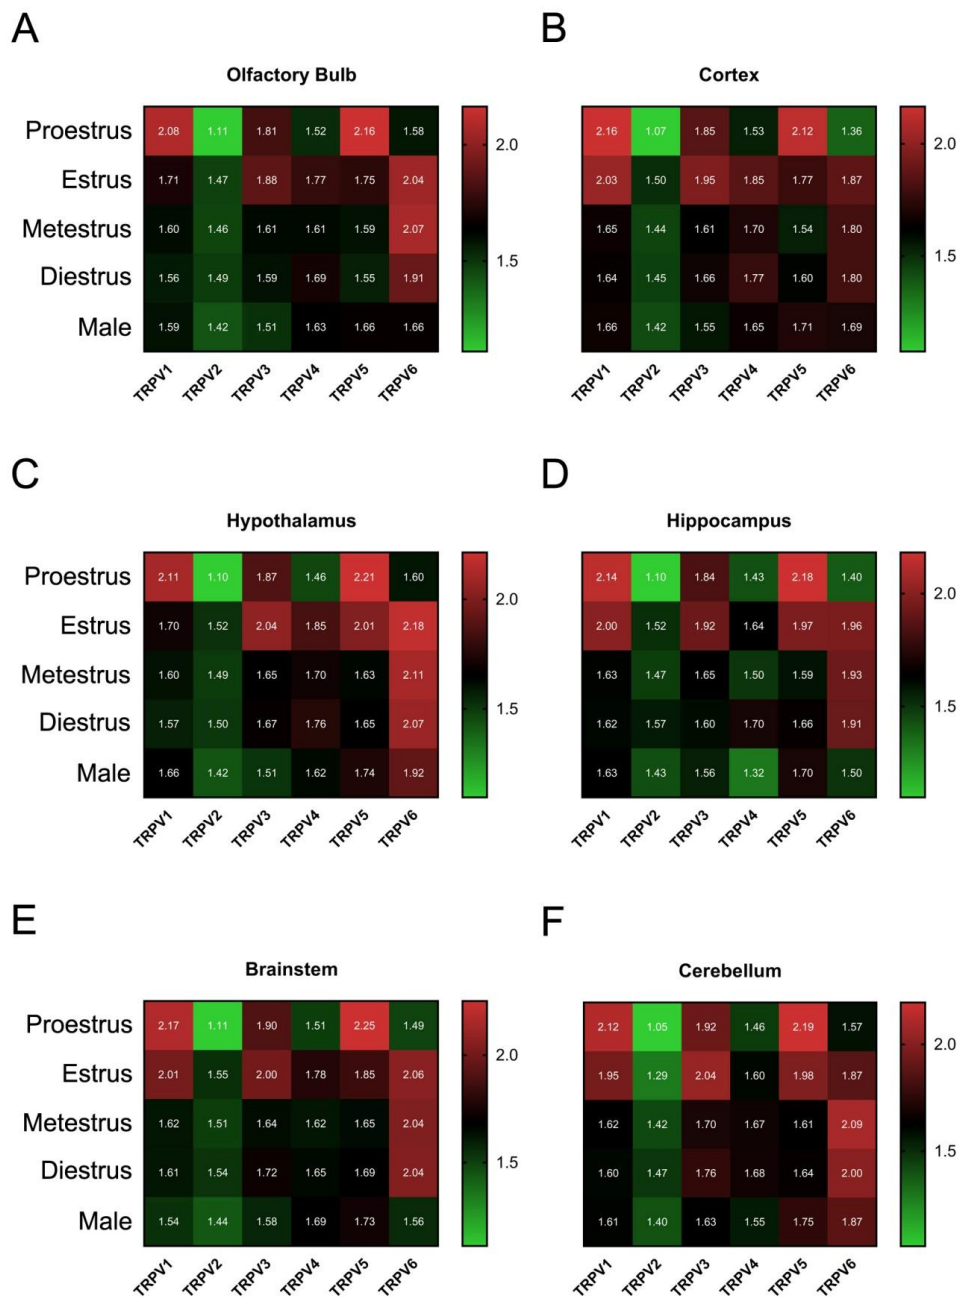 A
Olfactory Bulb
Proestrus 2.08 1.11 1.81 1.52 2.16 1.58 2.0
Estrus 1.71 1.47 1.88 1.77 1.75 2.04
Metestrus 1.60 1.46 1.61 1.61 1.59 2.07
Diestrus 1.56 1.49 1.59 1.69 1.55 1.91 1.5
Male 1.59 1.42 1.51 1.63 1.66 1.66
TRPV1 TRPV2 TRPV3 TRPV4 TRPV5 TRPV6
B
Cortex
2.16 1.07 1.85 1.53 2.12 1.36 2.0
2.03 1.50 1.95 1.85 1.77 1.87
1.65 1.44 1.61 1.70 1.54 1.80
1.64 1.45 1.66 1.77 1.60 1.80 1.5
1.66 1.42 1.55 1.65 1.71 1.69
TRPV1 TRPV2 TRPV3 TRPV4 TRPV5 TRPV6
C
Hypothalamus
Proestrus 2.11 1.10 1.87 1.46 2.21 1.60 2.0
Estrus 1.70 1.52 2.04 1.85 2.01 2.18
Metestrus 1.60 1.49 1.65 1.70 1.63 2.11
Diestrus 1.57 1.50 1.67 1.76 1.65 2.07 1.5
Male 1.66 1.42 1.51 1.62 1.74 1.92
TRPV1 TRPV2 TRPV3 TRPV4 TRPV5 TRPV6
D
Hippocampus
2.14 1.10 1.84 1.43 2.18 1.40 2.0
2.00 1.52 1.92 1.64 1.97 1.96
1.63 1.47 1.65 1.50 1.59 1.93
1.62 1.57 1.60 1.70 1.66 1.91 1.5
1.63 1.43 1.56 1.32 1.70 1.50
TRPV1 TRPV2 TRPV3 TRPV4 TRPV5 TRPV6
E
Brainstem
Proestrus 2.17 1.11 1.90 1.51 2.25 1.49
Estrus 2.01 1.55 2.00 1.78 1.85 2.06 2.0
Metestrus 1.62 1.51 1.64 1.62 1.65 2.04
Diestrus 1.61 1.54 1.72 1.65 1.69 2.04 1.5
Male 1.54 1.44 1.58 1.69 1.73 1.56
TRPV1 TRPV2 TRPV3 TRPV4 TRPV5 TRPV6
F
Cerebellum
2.12 1.05 1.92 1.46 2.19 1.57 2.0
1.95 1.29 2.04 1.60 1.98 1.87
1.62 1.42 1.70 1.67 1.61 2.09
1.60 1.47 1.76 1.68 1.64 2.00 1.5
1.61 1.40 1.63 1.55 1.75 1.87
TRPV1 TRPV2 TRPV3 TRPV4 TRPV5 TRPV6